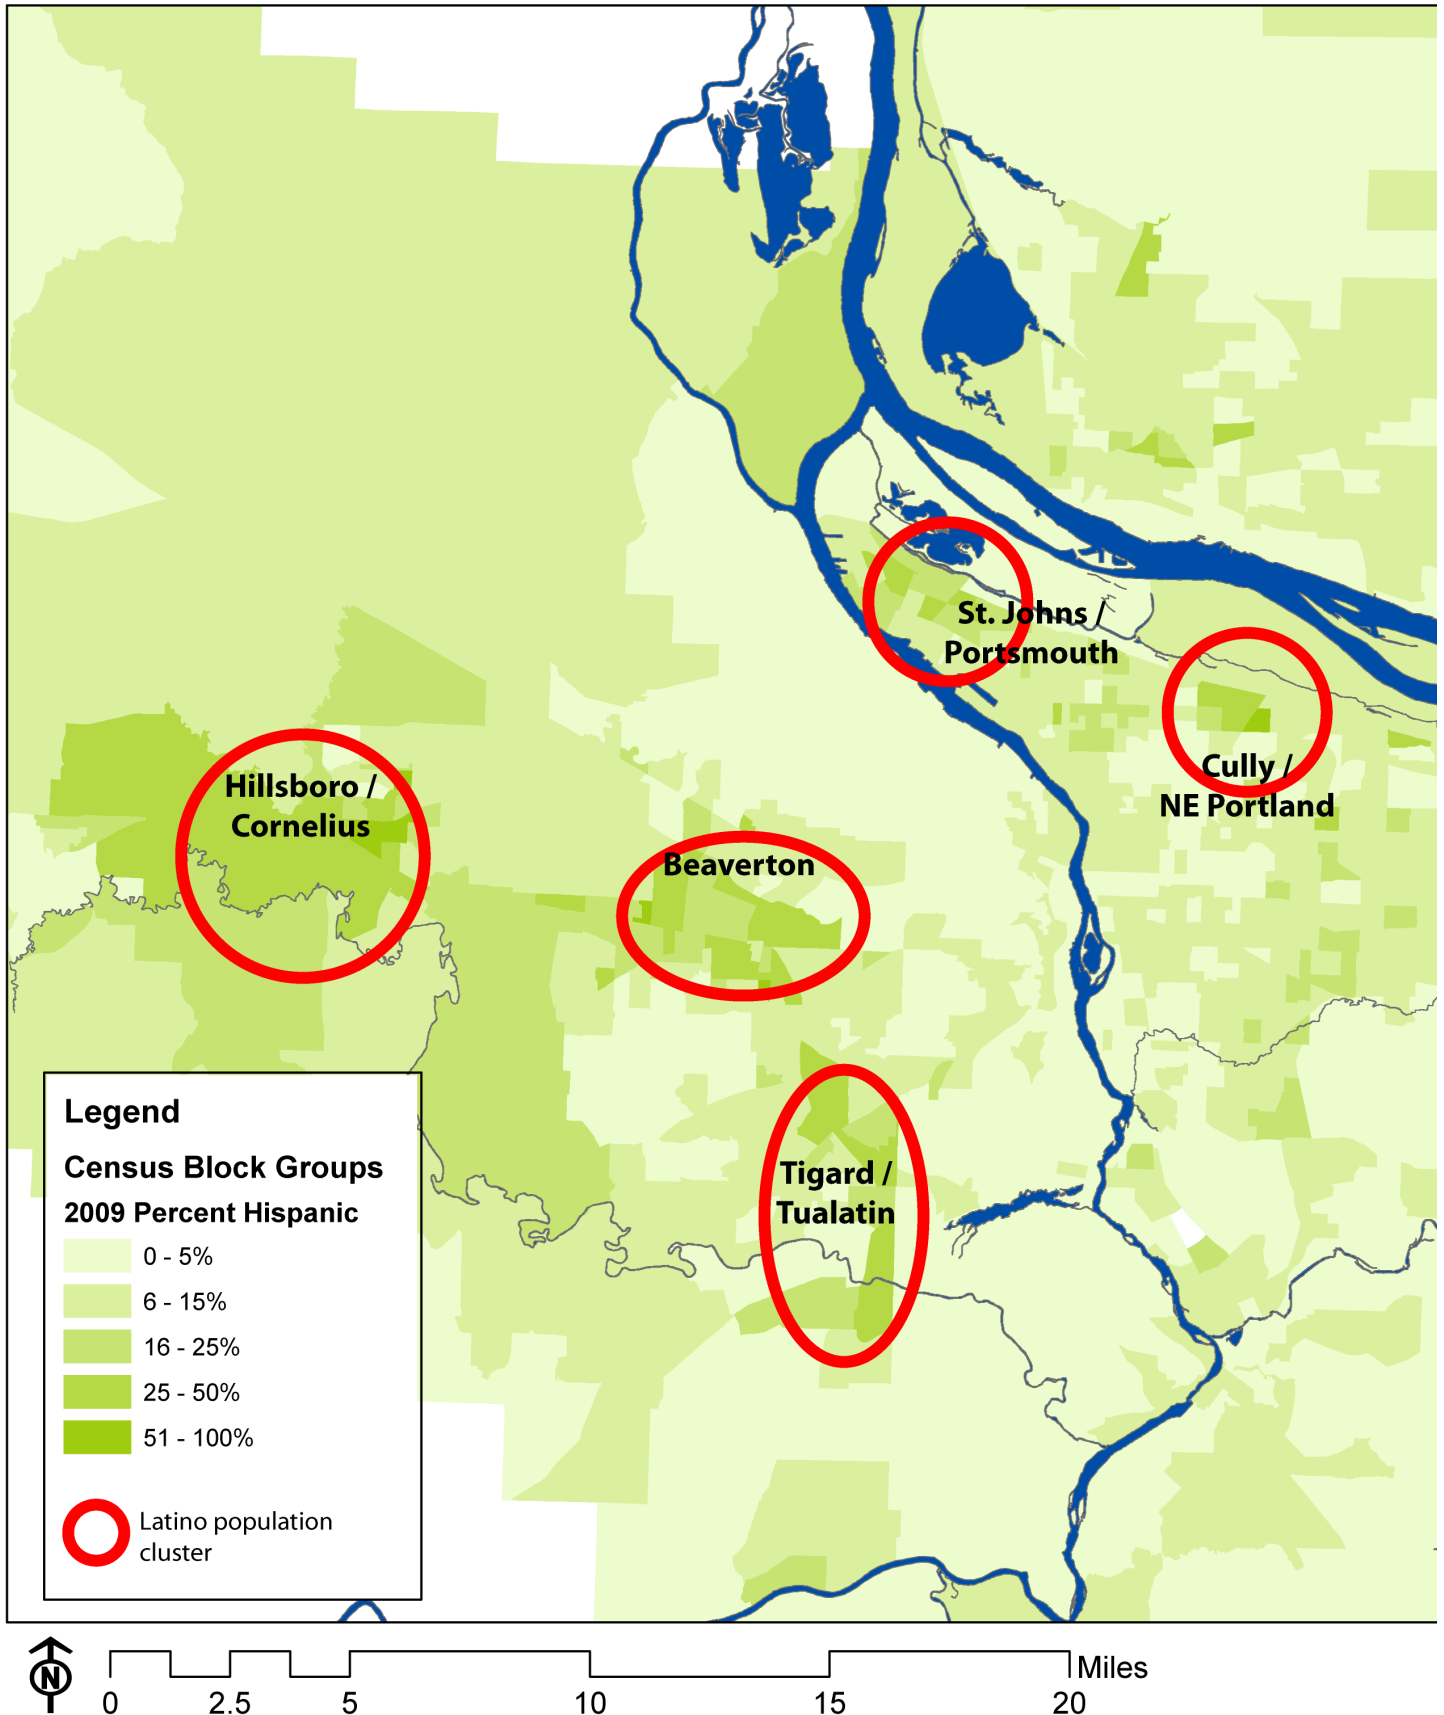 St. Johns /
Portsmouth
Cully /
NE Portland
Hillsboro /
Cornelius
Beaverton
Tigard /
Tualatin
Legend
Census Block Groups
2009 Percent Hispanic
0 - 5%
6 - 15%
16 - 25%
25 - 50%
51 - 100%
Latino population
cluster
N
Miles
0 2.5 5 10 15 20